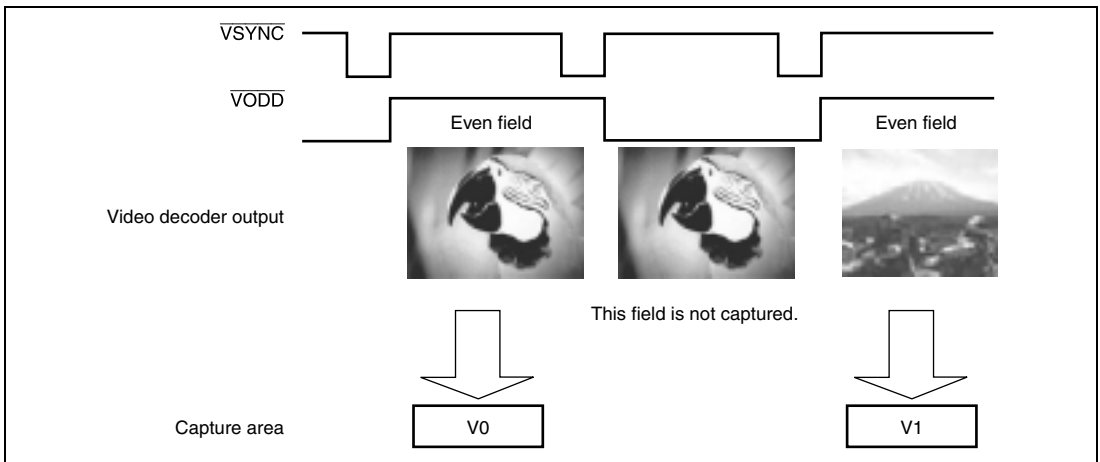 VSYNC
VODD
Even field
Even field
Video decoder output
This field is not captured.
Capture area
V0
V1